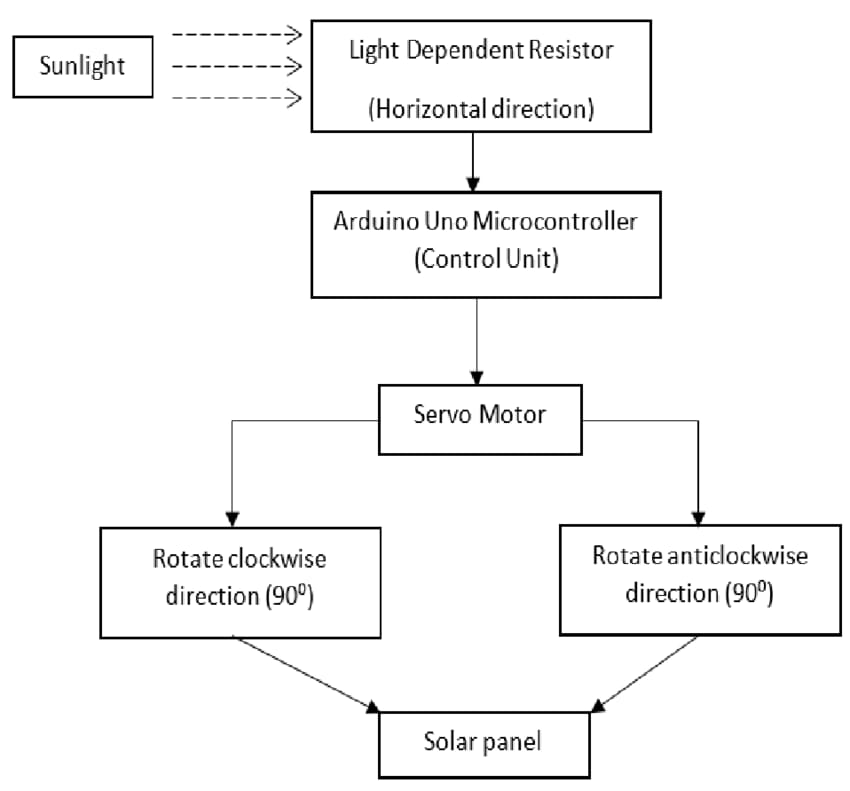 Sunlight
Light Dependent Resistor
(Horizontal direction)
Arduino Uno Microcontroller
(Control Unit)
Servo Motor
Rotate clockwise
direction (90⁰)
Rotate anticlockwise
direction (90⁰)
Solar panel